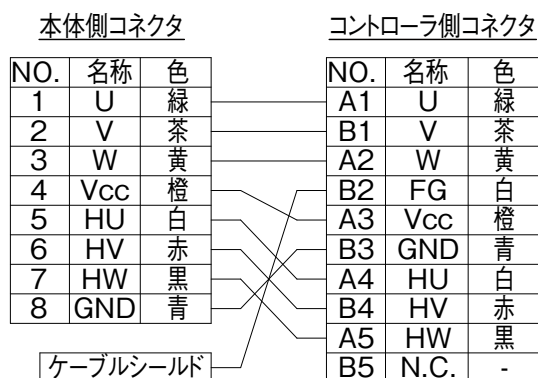 本体側コネクタ
NO. 名称 色
1 U 緑
2 V 茶
3 W 黄
4 Vcc 橙
5 HU 白
6 HV 赤
7 HW 黒
8 GND 青
ケーブルシールド
コントローラ側コネクタ
NO. 名称 色
A1 U 緑
B1 V 茶
A2 W 黄
B2 FG 白
A3 Vcc 橙
B3 GND 青
A4 HU 白
B4 HV 赤
A5 HW 黒
B5 N.C. -